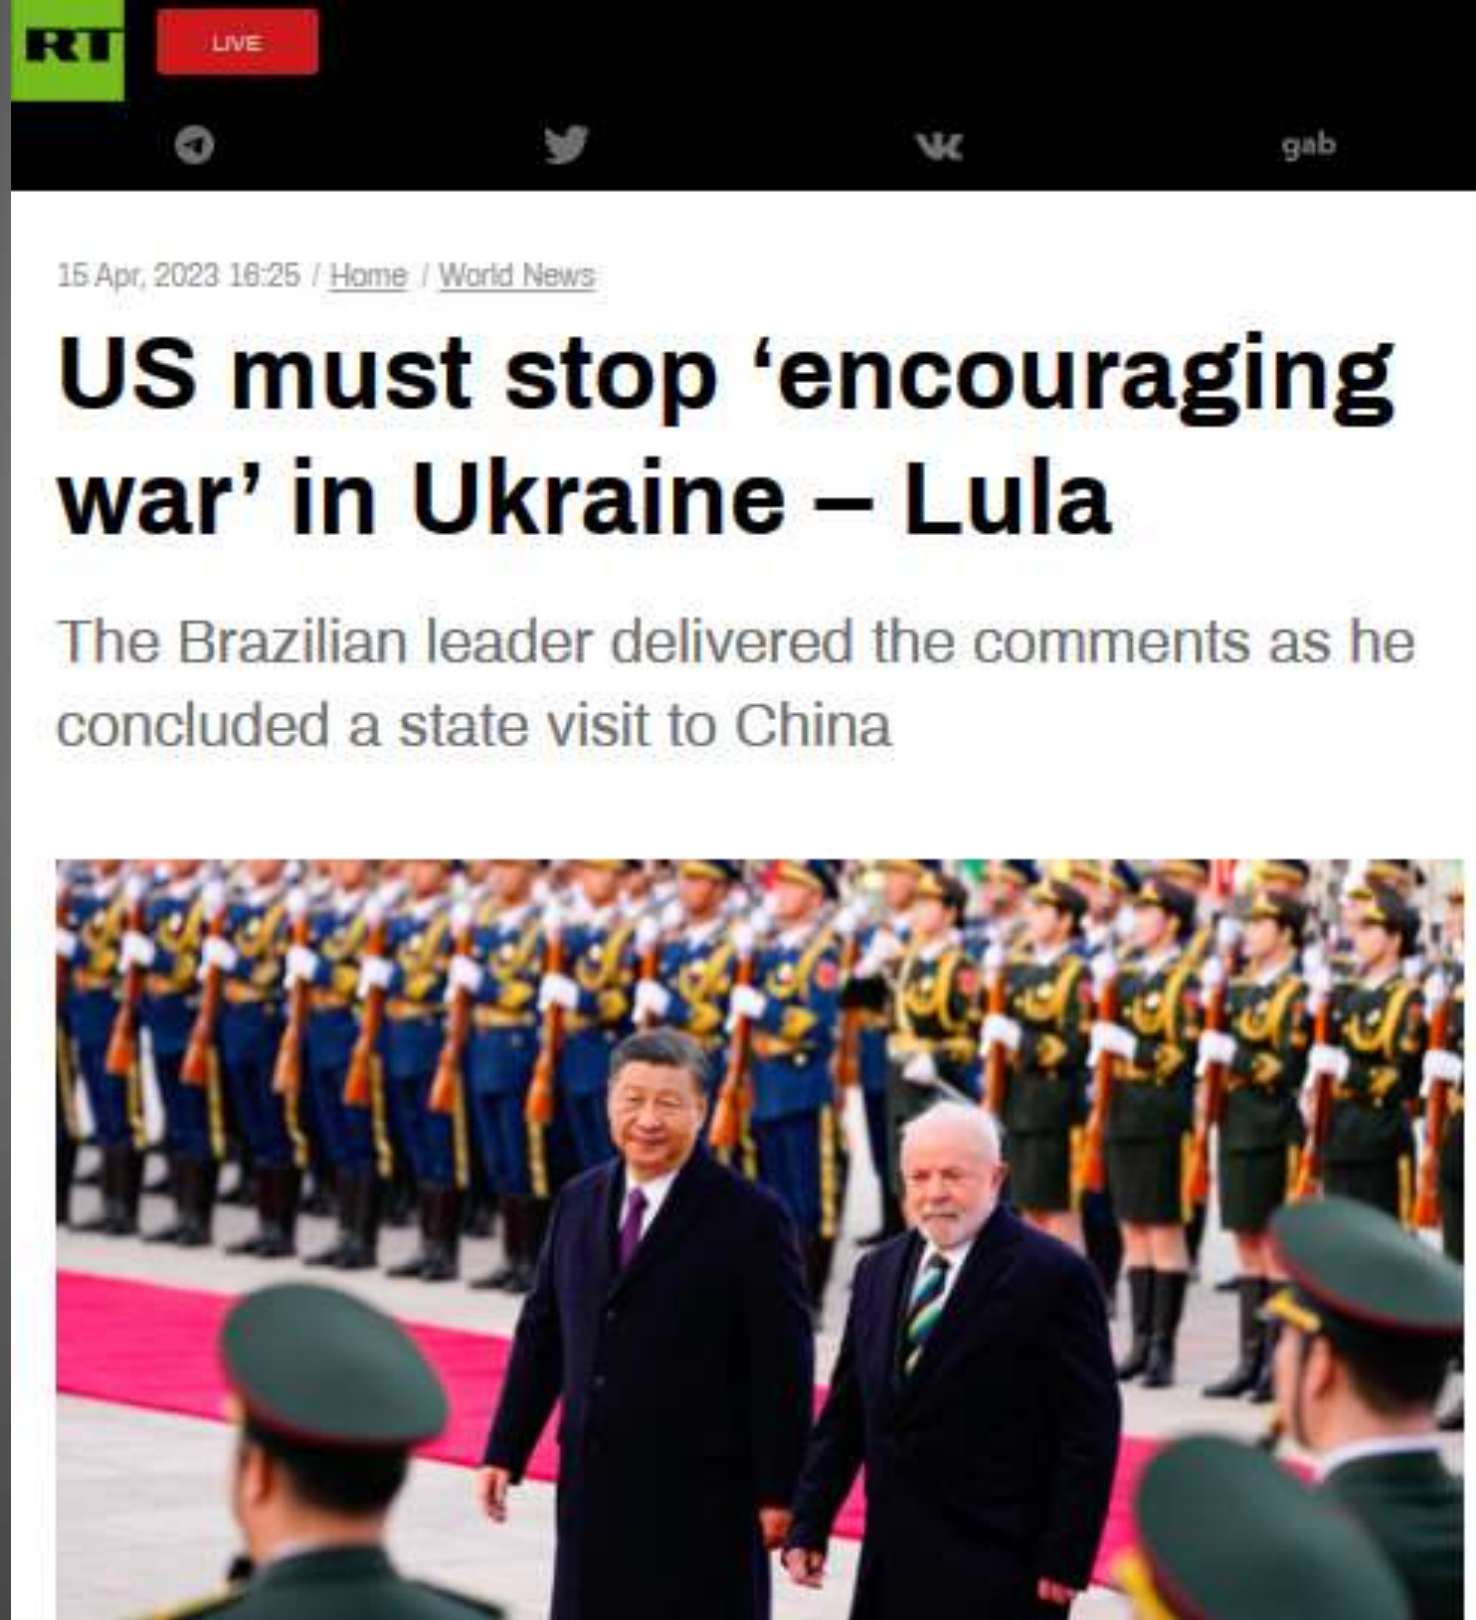 RT
LIVE
gab
15 Apr, 2023 16:25 / Home / World News
US must stop ‘encouraging
war’ in Ukraine – Lula
The Brazilian leader delivered the comments as he
concluded a state visit to China